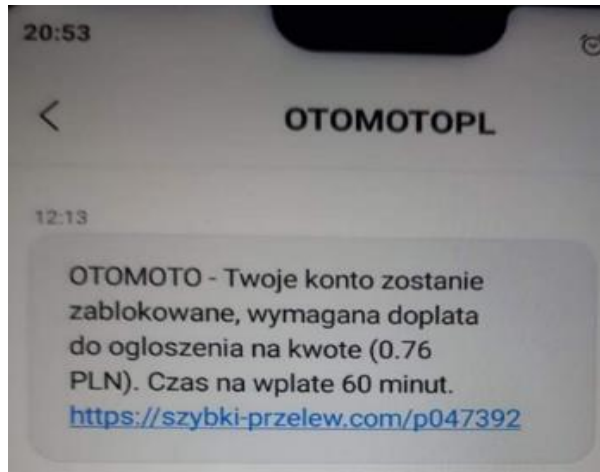 20:53
OTOMOTOPL
12:13
OTOMOTO - Twoje konto zostanie
zablokowane, wymagana doplata
do ogloszenia na kwote (0.76
PLN). Czas na wplate 60 minut.
https://szybki-przelew.com/p047392